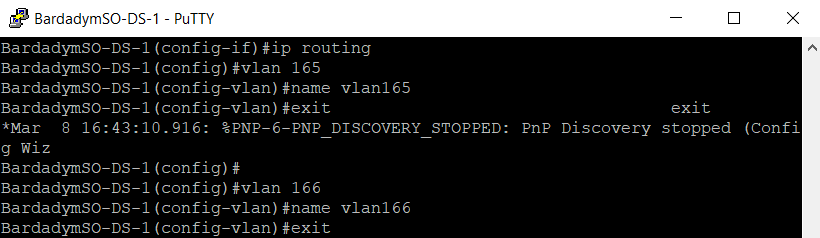 BardadymSO-DS-1 - PuTTY
BardadymSO-DS-1(config-if)#ip routing
BardadymSO-DS-1(config)#vlan 165
BardadymSO-DS-1(config-vlan)#name vlan165
BardadymSO-DS-1(config-vlan)#exit                                  exit
*Mar  8 16:43:10.916: %PNP-6-PNP_DISCOVERY_STOPPED: PnP Discovery stopped (Confi
g Wiz
BardadymSO-DS-1(config)#
BardadymSO-DS-1(config)#vlan 166
BardadymSO-DS-1(config-vlan)#name vlan166
BardadymSO-DS-1(config-vlan)#exit